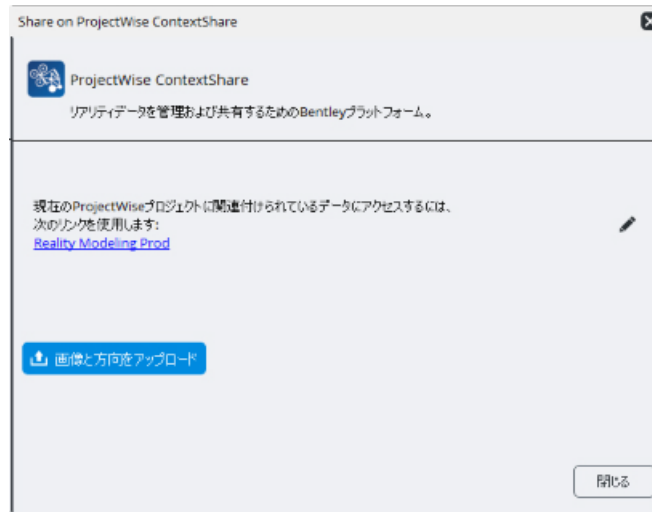 Share on ProjectWise ContextShare
ProjectWise ContextShare
リアリティデータを管理および共有するためのBentleyプラットフォーム。
現在のProjectWiseプロジェクトに関連付けられているデータにアクセスするには、
次のリンクを使用します:
Reality Modeling Prod
画像と方向をアップロード
閉じる